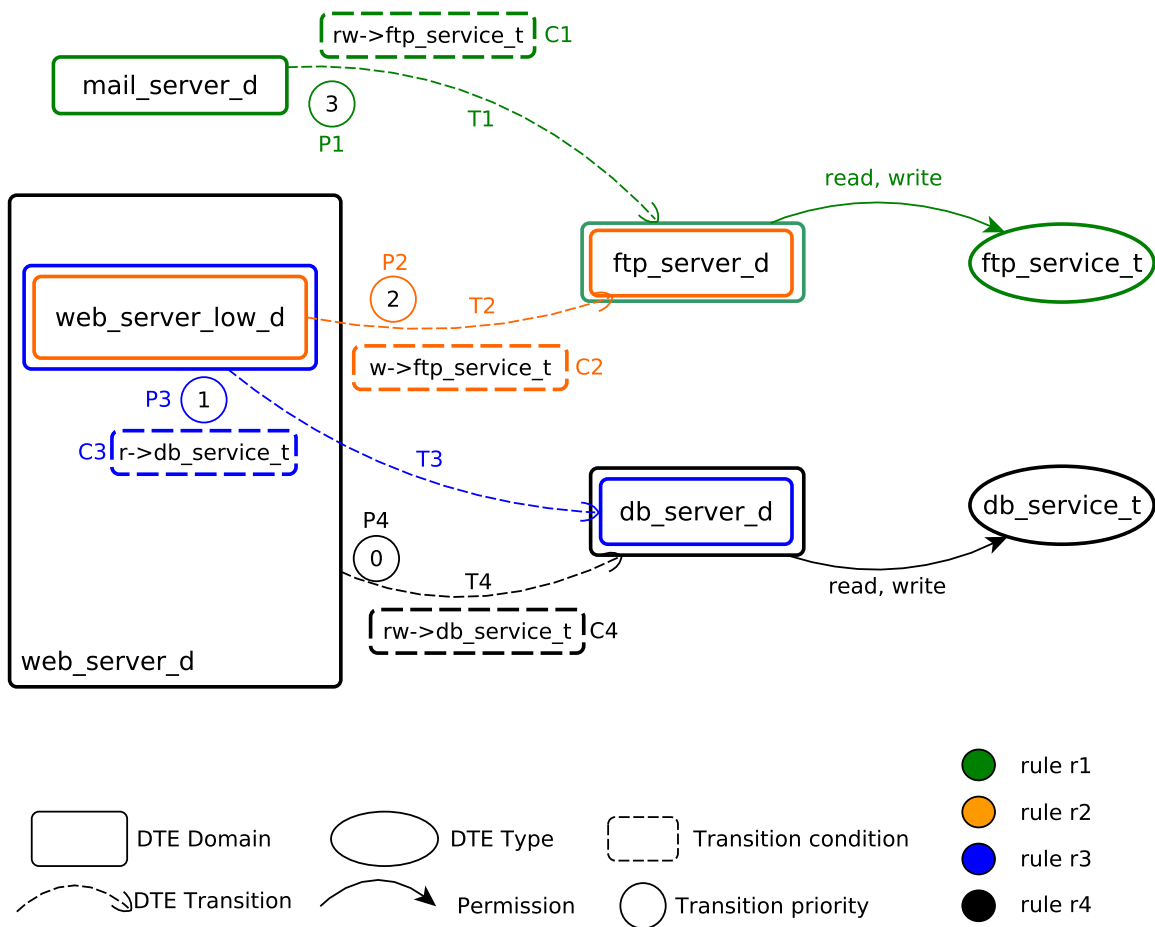 rw->ftp_service_t C1
mail_server_d
3
P1
T1
read, write
ftp_server_d
ftp_service_t
P2
2
T2
web_server_low_d
w->ftp_service_t C2
P3 1
C3 r->db_service_t
T3
db_server_d
db_service_t
P4
0
T4
read, write
rw->db_service_t C4
web_server_d
rule r1
rule r2
DTE Domain
DTE Type
Transition condition
rule r3
DTE Transition
Permission
Transition priority
rule r4